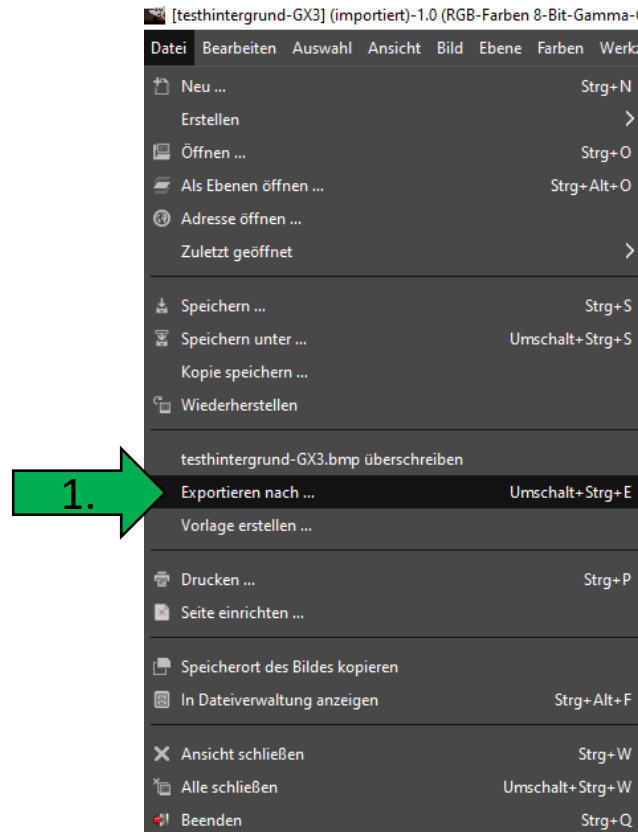 [testhintergrund-GX3] (importiert)-1.0 (RGB-Farben 8-Bit-Gamma-
Datei Bearbeiten Auswahl Ansicht Bild Ebene Farben
Neu ... Strg+N
Erstellen
Öffnen ... Strg+O
Als Ebenen öffnen ... Strg+Alt+O
Adresse öffnen ...
Zuletzt geöffnet
Speichern ... Strg+S
Speichern unter ... Umschalt+Strg+S
Kopie speichern ...
Wiederherstellen
testhintergrund-GX3.bmp überschreiben
1. Exportieren nach ... Umschalt+Strg+E
Vorlage erstellen ...
Drucken ... Strg+P
Seite einrichten ...
Speicherort des Bildes kopieren
In Dateiverwaltung anzeigen Strg+Alt+F
Ansicht schließen Strg+W
Alle schließen Umschalt+Strg+W
Beenden Strg+Q